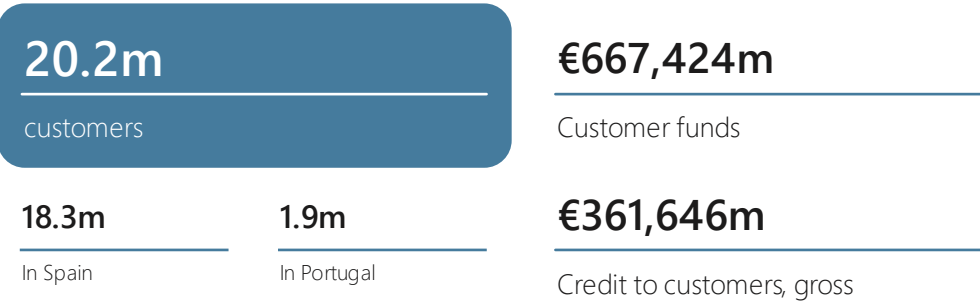 20.2m
customers
18.3m
In Spain
1.9m
In Portugal
€667,424m
Customer funds
€361,646m
Credit to customers, gross